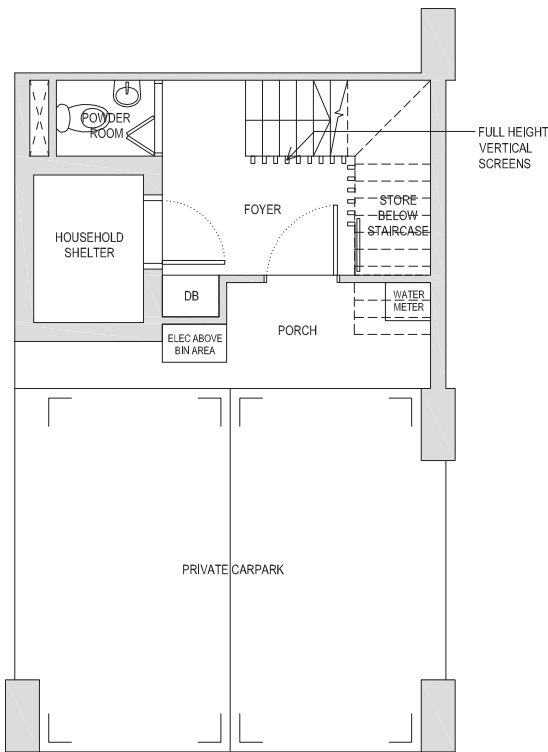 POWDER
ROOM
FULL HEIGHT
VERTICAL
SCREENS
FOYER
STORE
BELOW
STAIRCASE
HOUSEHOLD
SHELTER
DB
WATER
METER
ELEC ABOVE
BIN AREA
PORCH
PRIVATE CARPARK